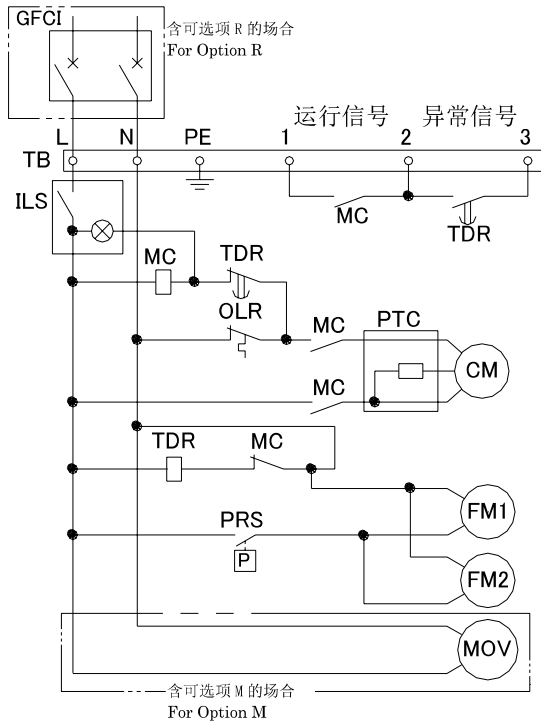 GFCI
含可选项 R 的场合
For Option R
运行信号 异常信号
L N PE 1 2 3
TB
ILS
MC
TDR
MC TDR
OLR
MC PTC
CM
MC
TDR MC
FM1
PRS
P
FM2
MOV
含可选项 M 的场合
For Option M